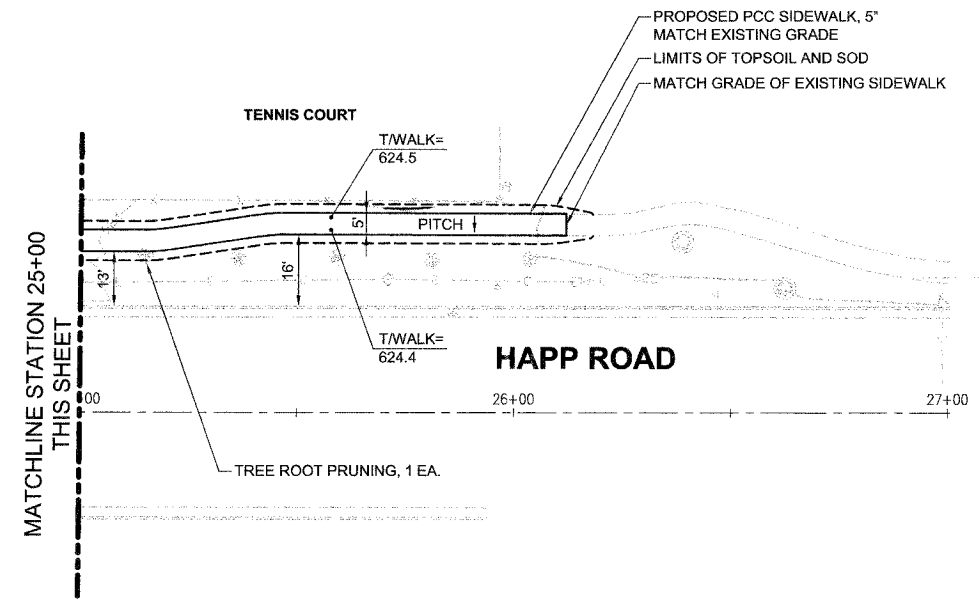 PROPOSED PCC SIDEWALK, 5"
MATCH EXISTING GRADE
LIMITS OF TOPSOIL AND SOD
MATCH GRADE OF EXISTING SIDEWALK
TENNIS COURT
T/WALK=
624.5
5'
PITCH
13'
16'
T/WALK=
624.4
HAPP ROAD
MATCHLINE STATION 25+00
THIS SHEET
00
26+00
27+00
TREE ROOT PRUNING, 1 EA.